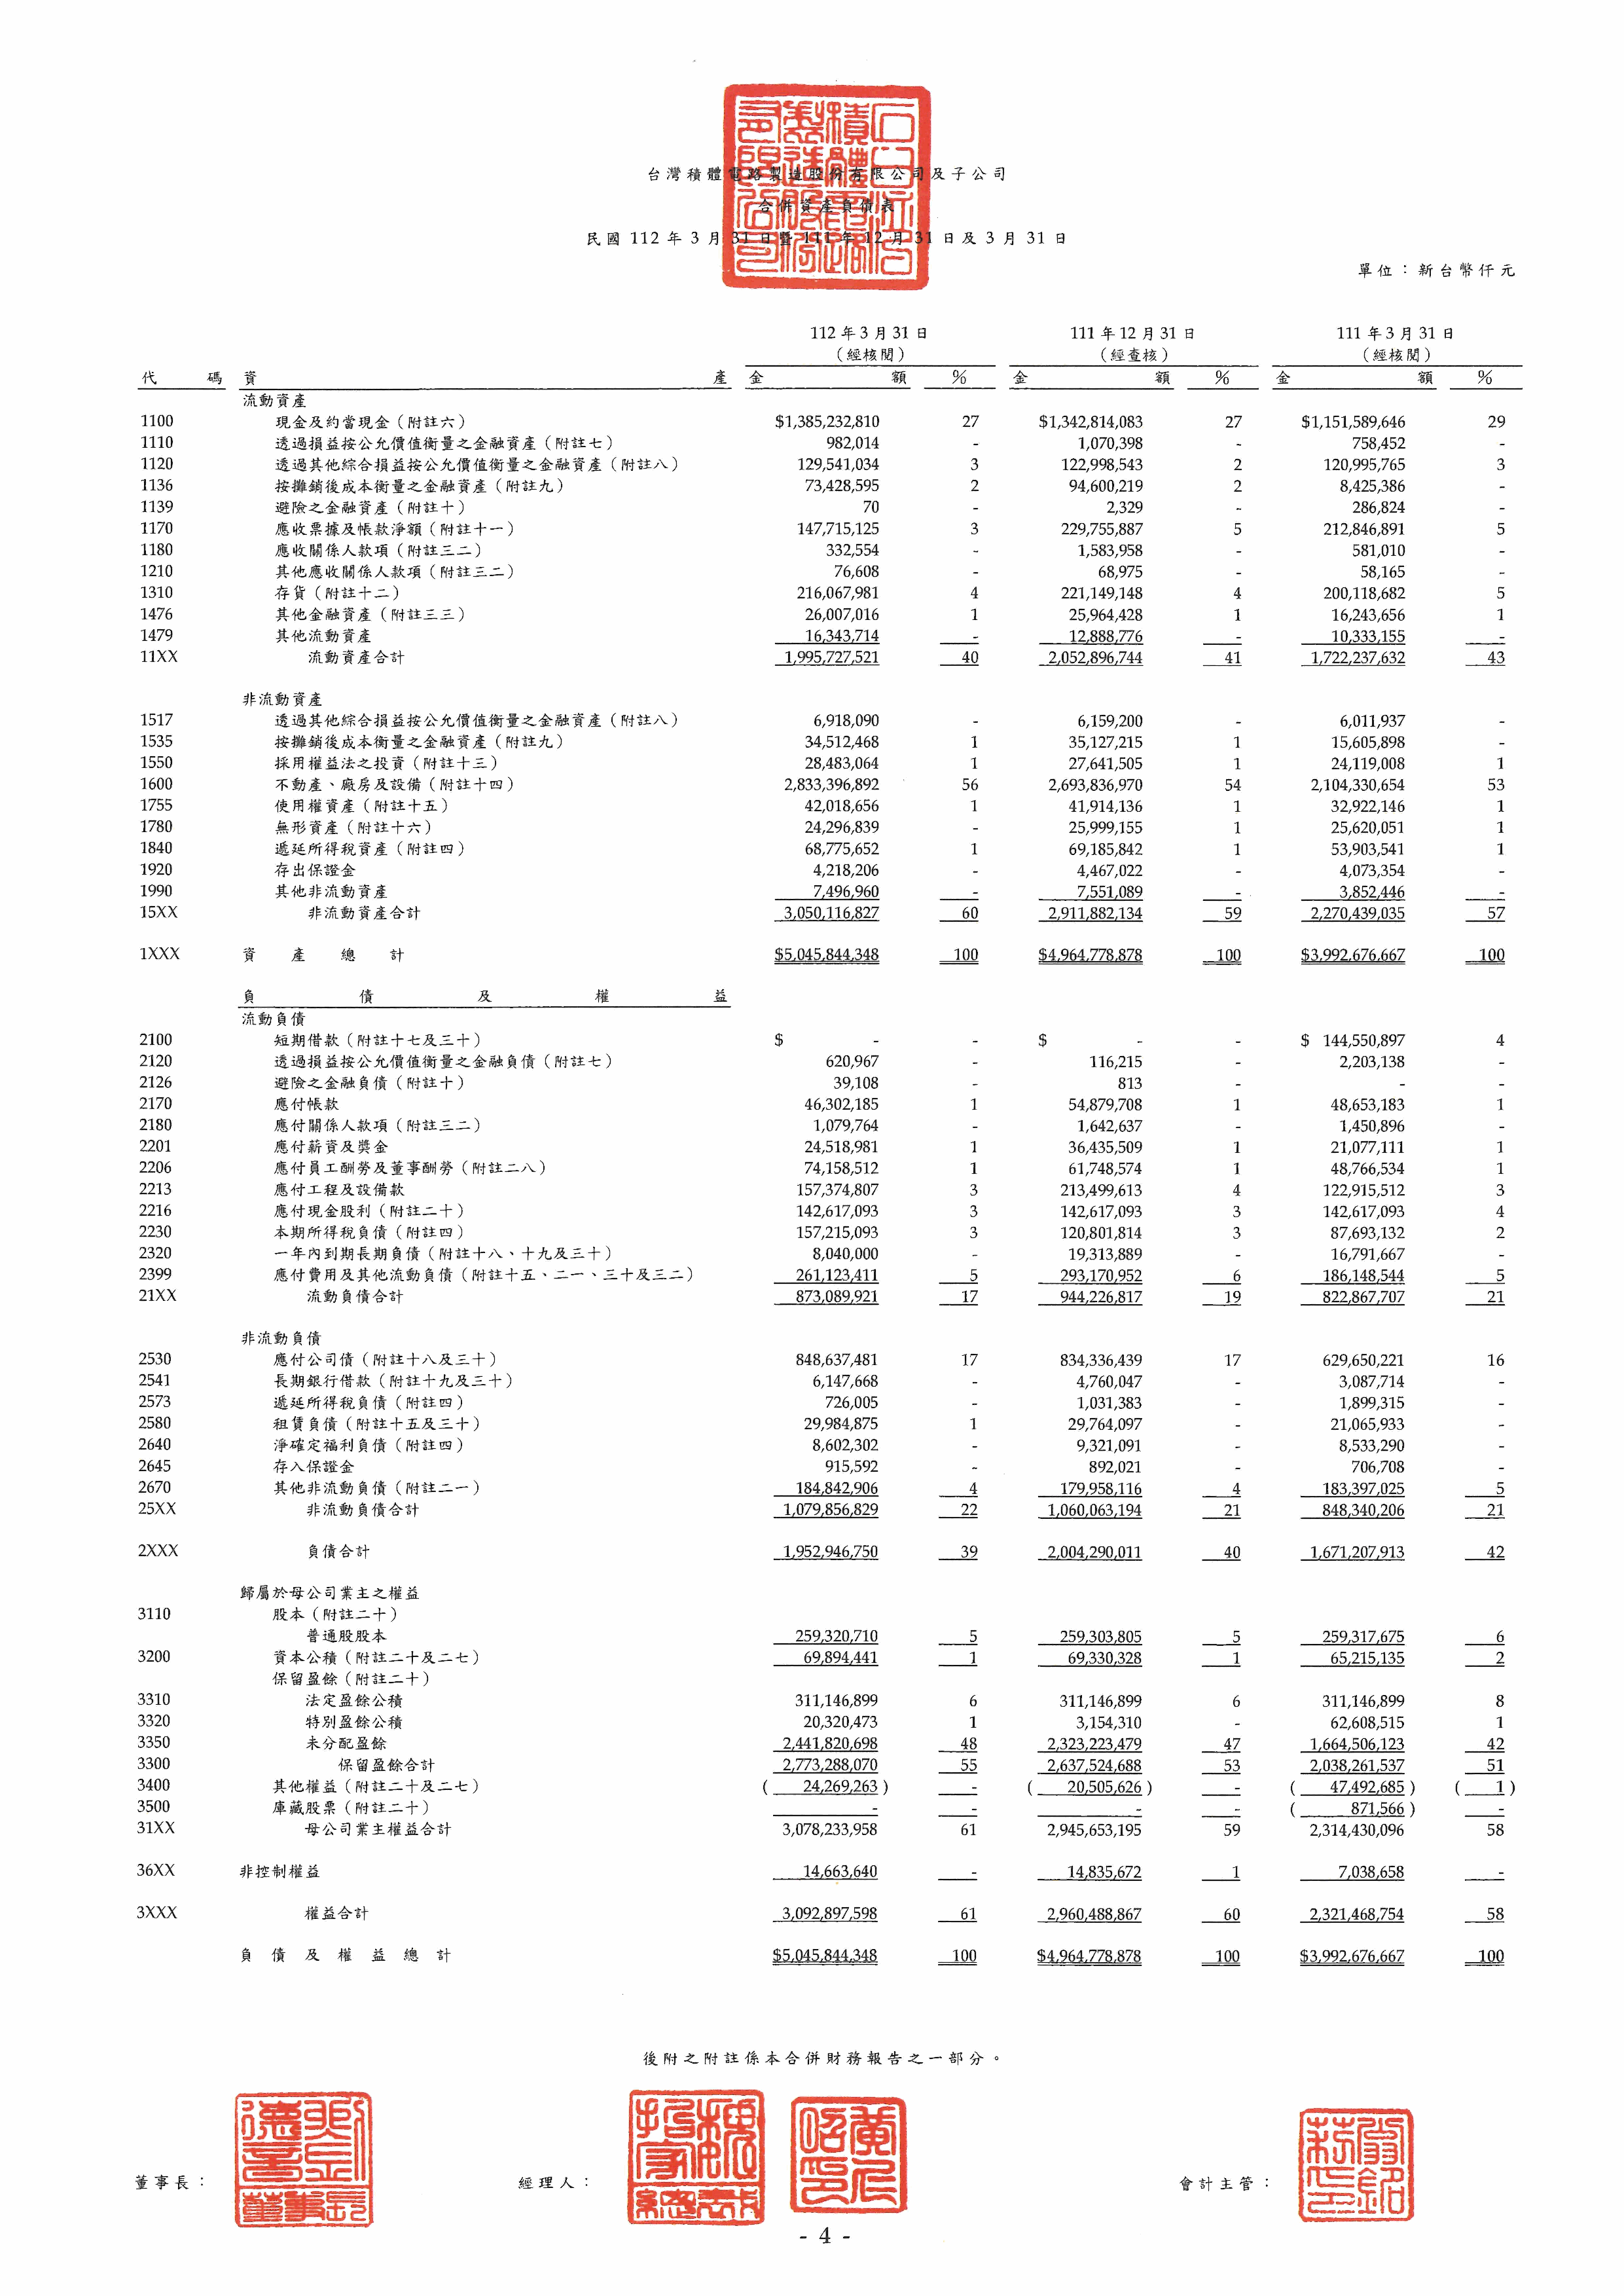 台灣積體電路製造股份有限公司及子公司
合併資產負債表
民國 112 年 3 月 31 日暨 111 年 12 月 31 日及 3 月 31 日
單位：新台幣仟元
112 年 3 月 31 日 111 年 12 月 31 日 111 年 3 月 31 日
（經核閱） （經查核） （經核閱）
代 碼 資 產 金 額 % 金 額 % 金 額 %
流動資產
1100 現金及約當現金（附註六） $1,385,232,810 27 $1,342,814,083 27 $1,151,589,646 29
1110 透過損益按公允價值衡量之金融資產（附註七） 982,014 - 1,070,398 - 758,452 -
1120 透過其他綜合損益按公允價值衡量之金融資產（附註八） 129,541,034 3 122,998,543 2 120,995,765 3
1136 按攤銷後成本衡量之金融資產（附註九） 73,428,595 2 94,600,219 2 8,425,386 -
1139 避險之金融資產（附註十） 70 - 2,329 - 286,824 -
1170 應收票據及帳款淨額（附註十一） 147,715,125 3 229,755,887 5 212,846,891 5
1180 應收關係人款項（附註三二） 332,554 - 1,583,958 - 581,010 -
1210 其他應收關係人款項（附註三二） 76,608 - 68,975 - 58,165 -
1310 存貨（附註十二） 216,067,981 4 221,149,148 4 200,118,682 5
1476 其他金融資產（附註三三） 26,007,016 1 25,964,428 1 16,243,656 1
1479 其他流動資產 16,343,714 - 12,888,776 - 10,333,155 -
11XX 流動資產合計 1,995,727,521 40 2,052,896,744 41 1,722,237,632 43
非流動資產
1517 透過其他綜合損益按公允價值衡量之金融資產（附註八） 6,918,090 - 6,159,200 - 6,011,937 -
1535 按攤銷後成本衡量之金融資產（附註九） 34,512,468 1 35,127,215 1 15,605,898 -
1550 採用權益法之投資（附註十三） 28,483,064 1 27,641,505 1 24,119,008 1
1600 不動產、廠房及設備（附註十四） 2,833,396,892 56 2,693,836,970 54 2,104,330,654 53
1755 使用權資產（附註十五） 42,018,656 1 41,914,136 1 32,922,146 1
1780 無形資產（附註十六） 24,296,839 - 25,999,155 1 25,620,051 1
1840 遞延所得稅資產（附註四） 68,775,652 1 69,185,842 1 53,903,541 1
1920 存出保證金 4,218,206 - 4,467,022 - 4,073,354 -
1990 其他非流動資產 7,496,960 - 7,551,089 - 3,852,446 -
15XX 非流動資產合計 3,050,116,827 60 2,911,882,134 59 2,270,439,035 57
1XXX 資產總計 $5,045,844,348 100 $4,964,778,878 100 $3,992,676,667 100
負 債 及 權 益
流動負債
2100 短期借款（附註十七及三十） $ - - $ - - $ 144,550,897 4
2120 透過損益按公允價值衡量之金融負債（附註七） 620,967 - 116,215 - 2,203,138 -
2126 避險之金融負債（附註十） 39,108 - 813 - - -
2170 應付帳款 46,302,185 1 54,879,708 1 48,653,183 1
2180 應付關係人款項（附註三二） 1,079,764 - 1,642,637 - 1,450,896 -
2201 應付薪資及獎金 24,518,981 1 36,435,509 1 21,077,111 1
2206 應付員工酬勞及董事酬勞（附註二八） 74,158,512 1 61,748,574 1 48,766,534 1
2213 應付工程及設備款 157,374,807 3 213,499,613 4 122,915,512 3
2216 應付現金股利（附註二十） 142,617,093 3 142,617,093 3 142,617,093 4
2230 本期所得稅負債（附註四） 157,215,093 3 120,801,814 3 87,693,132 2
2320 一年內到期長期負債（附註十八、十九及三十） 8,040,000 - 19,313,889 - 16,791,667 -
2399 應付費用及其他流動負債（附註十五、二一、三十及三二） 261,123,411 5 293,170,952 6 186,148,544 5
21XX 流動負債合計 873,089,921 17 944,226,817 19 822,867,707 21
非流動負債
2530 應付公司債（附註十八及三十） 848,637,481 17 834,336,439 17 629,650,221 16
2541 長期銀行借款（附註十九及三十） 6,147,668 - 4,760,047 - 3,087,714 -
2573 遞延所得稅負債（附註四） 726,005 - 1,031,383 - 1,899,315 -
2580 租賃負債（附註十五及三十） 29,984,875 1 29,764,097 - 21,065,933 -
2640 淨確定福利負債（附註四） 8,602,302 - 9,321,091 - 8,533,290 -
2645 存入保證金 915,592 - 892,021 - 706,708 -
2670 其他非流動負債（附註二一） 184,842,906 4 179,958,116 4 183,397,025 5
25XX 非流動負債合計 1,079,856,829 22 1,060,063,194 21 848,340,206 21
2XXX 負債合計 1,952,946,750 39 2,004,290,011 40 1,671,207,913 42
歸屬於母公司業主之權益
3110 股本（附註二十）
普通股股本 259,320,710 5 259,303,805 5 259,317,675 6
3200 資本公積（附註二十及二七） 69,894,441 1 69,330,328 1 65,215,135 2
保留盈餘（附註二十）
3310 法定盈餘公積 311,146,899 6 311,146,899 6 311,146,899 8
3320 特別盈餘公積 20,320,473 1 3,154,310 - 62,608,515 1
3350 未分配盈餘 2,441,820,698 48 2,323,223,479 47 1,664,506,123 42
3300 保留盈餘合計 2,773,288,070 55 2,637,524,688 53 2,038,261,537 51
3400 其他權益（附註二十及二七） ( 24,269,263 ) - ( 20,505,626 ) - ( 47,492,685 ) ( 1 )
3500 庫藏股票（附註二十） - - - - ( 871,566 ) -
31XX 母公司業主權益合計 3,078,233,958 61 2,945,653,195 59 2,314,430,096 58
36XX 非控制權益 14,663,640 - 14,835,672 1 7,038,658 -
3XXX 權益合計 3,092,897,598 61 2,960,488,867 60 2,321,468,754 58
負債及權益總計 $5,045,844,348 100 $4,964,778,878 100 $3,992,676,667 100
後附之附註係本合併財務報告之一部分。
董事長： 經理人： 會計主管：
- 4 -